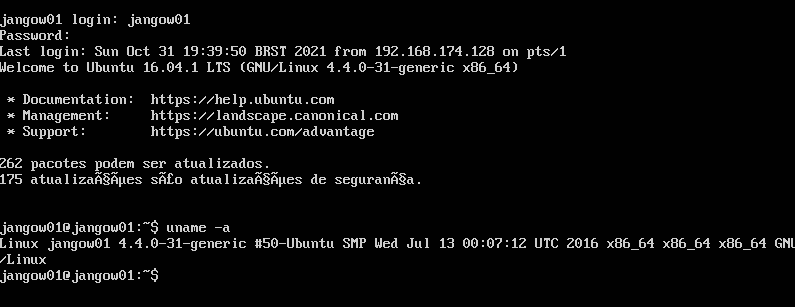 jangow01 login: jangow01
Password:
Last login: Sun Oct 31 19:39:50 BRST 2021 from 192.168.174.128 on pts/1
Welcome to Ubuntu 16.04.1 LTS (GNU/Linux 4.4.0-31-generic x86_64)
* Documentation:  https://help.ubuntu.com
* Management:     https://landscape.canonical.com
* Support:        https://ubuntu.com/advantage
262 pacotes podem ser atualizados.
175 atualizaÃ§Ãµes sÃ£o atualizaÃ§Ãµes de seguranÃ§a.
jangow01@jangow01:~$ uname -a
Linux jangow01 4.4.0-31-generic #50-Ubuntu SMP Wed Jul 13 00:07:12 UTC 2016 x86_64 x86_64 x86_64 GNU
/Linux
jangow01@jangow01:~$